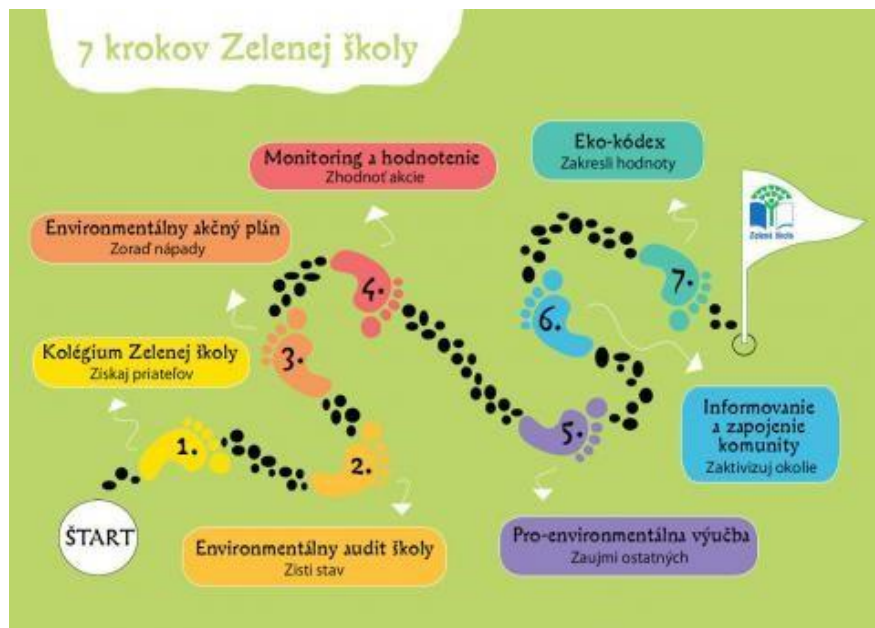 7 krokov Zelenej školy
ŠTART
1.
Kolégium Zelenej školy
Získaj priateľov
2.
Environmentálny audit školy
Zisti stav
3.
Environmentálny akčný plán
Zoraď nápady
4.
Monitoring a hodnotenie
Zhodnoť akcie
5.
Pro-environmentálna výučba
Zaujmi ostatných
6.
Informovanie
a zapojenie
komunity
Zaktivizuj okolie
7.
Eko-kódex
Zakresli hodnoty
Zelená škola